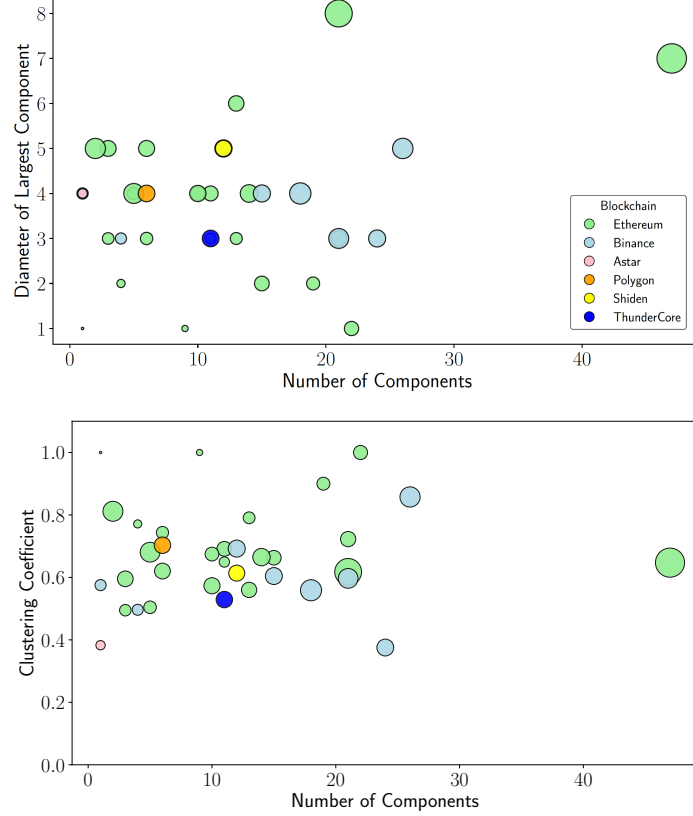 8
7
6
5
4
3
2
1
Diameter of Largest Component
Blockchain
Ethereum
Binance
Astar
Polygon
Shiden
ThunderCore
0 10 20 30 40
Number of Components
1.0
0.8
0.6
0.4
0.2
0.0
Clustering Coefficient
0 10 20 30 40
Number of Components